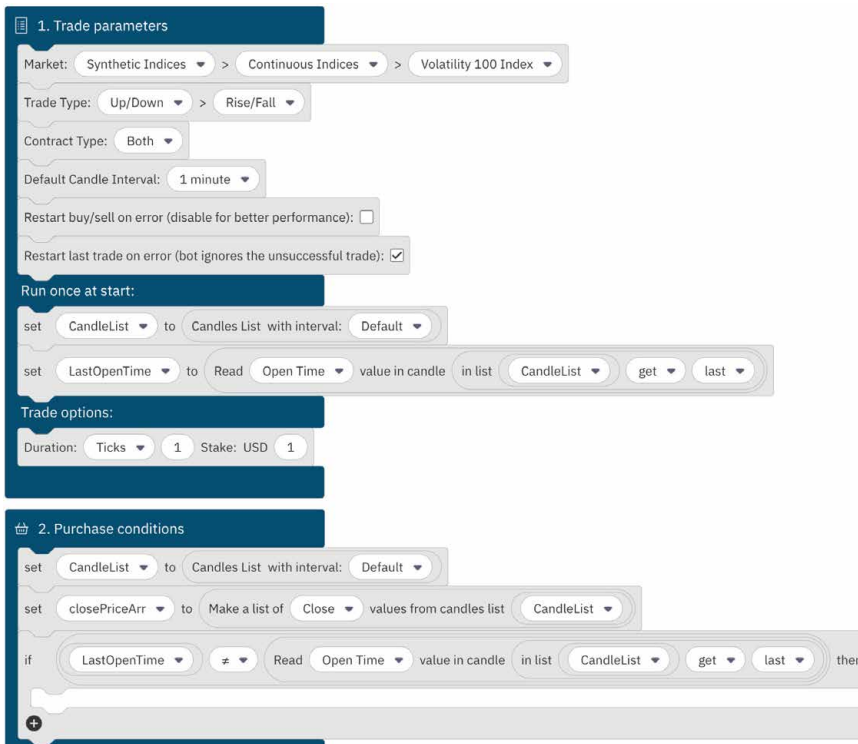 1. Trade parameters
Market: Synthetic Indices > Continuous Indices > Volatility 100 Index
Trade Type: Up/Down > Rise/Fall
Contract Type: Both
Default Candle Interval: 1 minute
Restart buy/sell on error (disable for better performance):
Restart last trade on error (bot ignores the unsuccessful trade):
Run once at start:
set CandleList to Candles List with interval: Default
set LastOpenTime to Read Open Time value in candle in list CandleList get last
Trade options:
Duration: Ticks 1 Stake: USD 1
2. Purchase conditions
set CandleList to Candles List with interval: Default
set closePriceArr to Make a list of Close values from candles list CandleList
if LastOpenTime ≠ Read Open Time value in candle in list CandleList get last